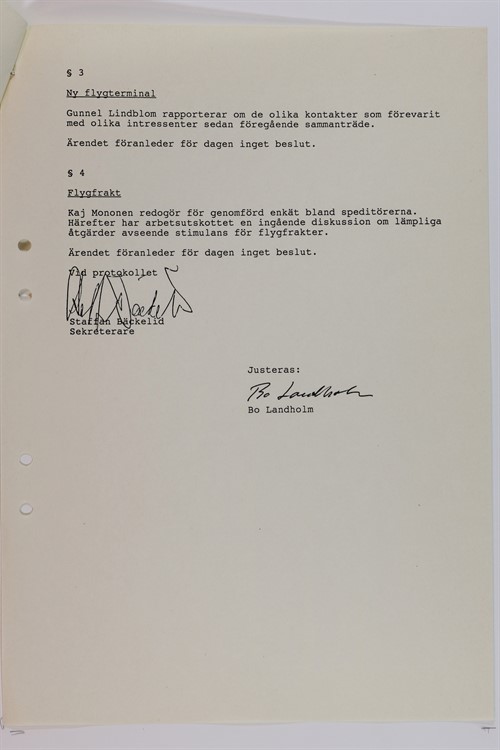 § 3
Ny flygterminal
Gunnel Lindblom rapporterar om de olika kontakter som förevarit
med olika intressenter sedan föregående sammanträde.
Ärendet föranleder för dagen inget beslut.
§ 4
Flygfrakt
Kaj Mononen redogör för genomförd enkät bland speditörerna.
Härefter har arbetsutskottet en ingående diskussion om lämpliga
åtgärder avseende stimulans för flygfrakter.
Ärendet föranleder för dagen inget beslut.
Vid protokollet
Staffan Bäckelid
Sekreterare
Justeras:
Bo Landholm
Bo Landholm